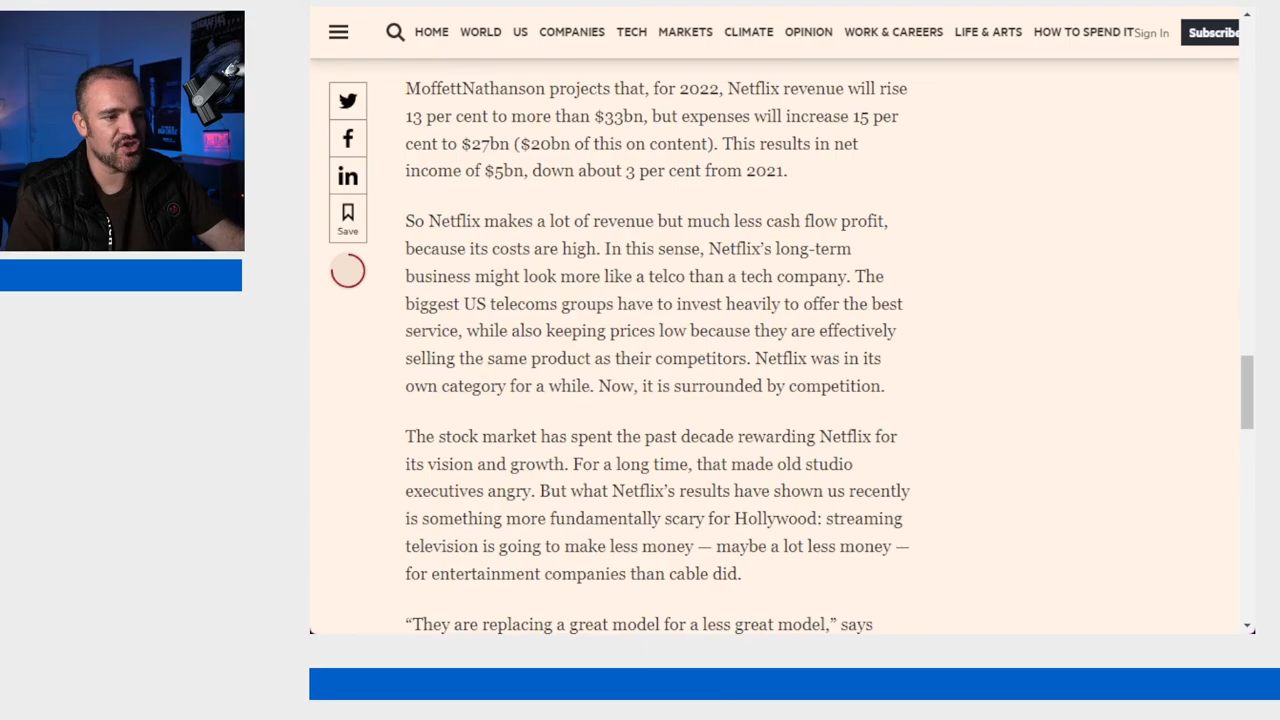 HOME WORLD US COMPANIES TECH MARKETS CLIMATE OPINION WORK & CAREERS LIFE & ARTS HOW TO SPEND IT Sign In Subscribe
MoffettNathanson projects that, for 2022, Netflix revenue will rise
13 per cent to more than $33bn, but expenses will increase 15 per
cent to $27bn ($20bn of this on content). This results in net
income of $5bn, down about 3 per cent from 2021.
Save
So Netflix makes a lot of revenue but much less cash flow profit,
because its costs are high. In this sense, Netflix’s long-term
business might look more like a telco than a tech company. The
biggest US telecoms groups have to invest heavily to offer the best
service, while also keeping prices low because they are effectively
selling the same product as their competitors. Netflix was in its
own category for a while. Now, it is surrounded by competition.
The stock market has spent the past decade rewarding Netflix for
its vision and growth. For a long time, that made old studio
executives angry. But what Netflix’s results have shown us recently
is something more fundamentally scary for Hollywood: streaming
television is going to make less money — maybe a lot less money —
for entertainment companies than cable did.
“They are replacing a great model for a less great model,” says